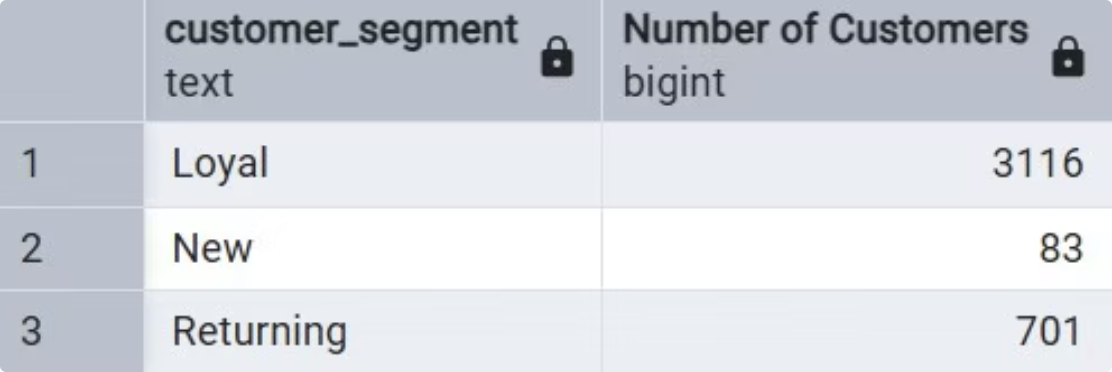 customer_segment Number of Customers
text bigint
1 Loyal 3116
2 New 83
3 Returning 701